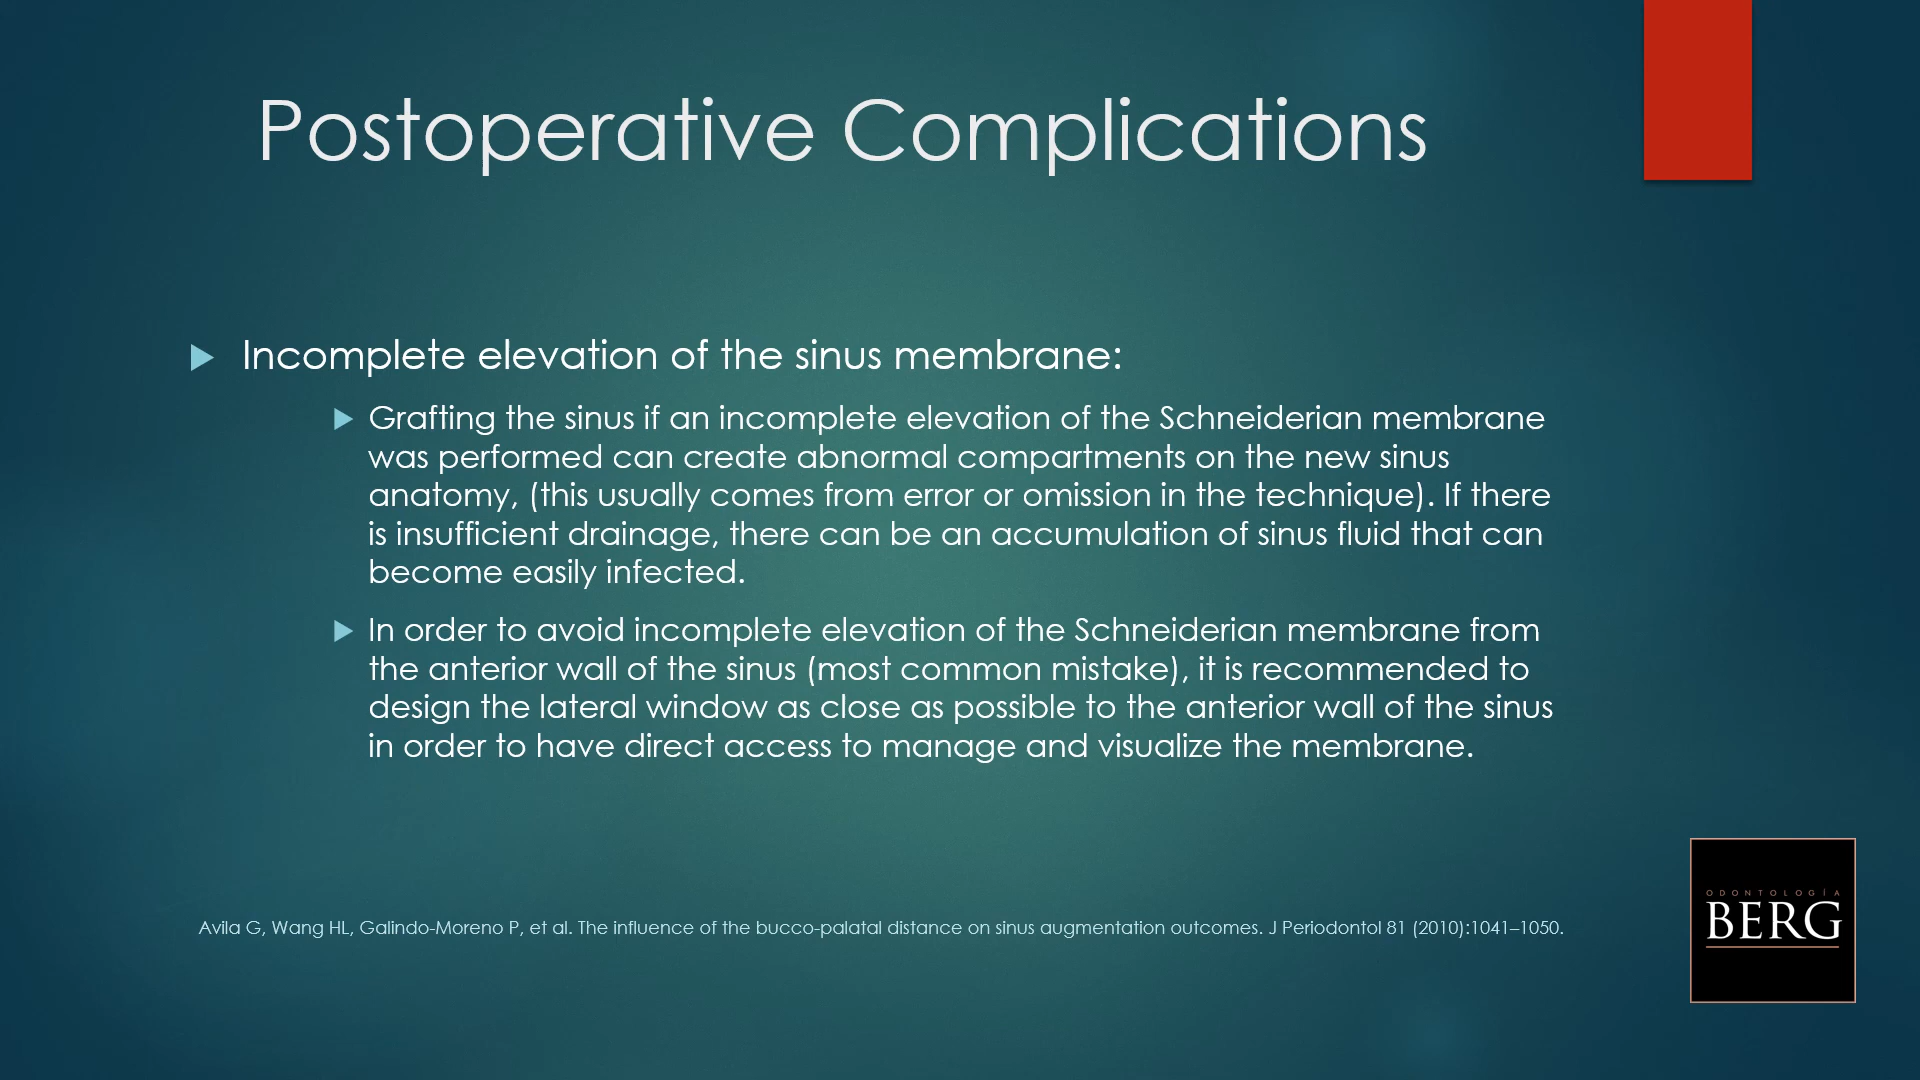 Postoperative Complications
Incomplete elevation of the sinus membrane:
Grafting the sinus if an incomplete elevation of the Schneiderian membrane
was performed can create abnormal compartments on the new sinus
anatomy, (this usually comes from error or omission in the technique). If there
is insufficient drainage, there can be an accumulation of sinus fluid that can
become easily infected.
In order to avoid incomplete elevation of the Schneiderian membrane from
the anterior wall of the sinus (most common mistake), it is recommended to
design the lateral window as close as possible to the anterior wall of the sinus
in order to have direct access to manage and visualize the membrane.
Avila G, Wang HL, Galindo-Moreno P, et al. The influence of the bucco-palatal distance on sinus augmentation outcomes. J Periodontol 81 (2010):1041–1050.
ODONTOLOGÍA
BERG